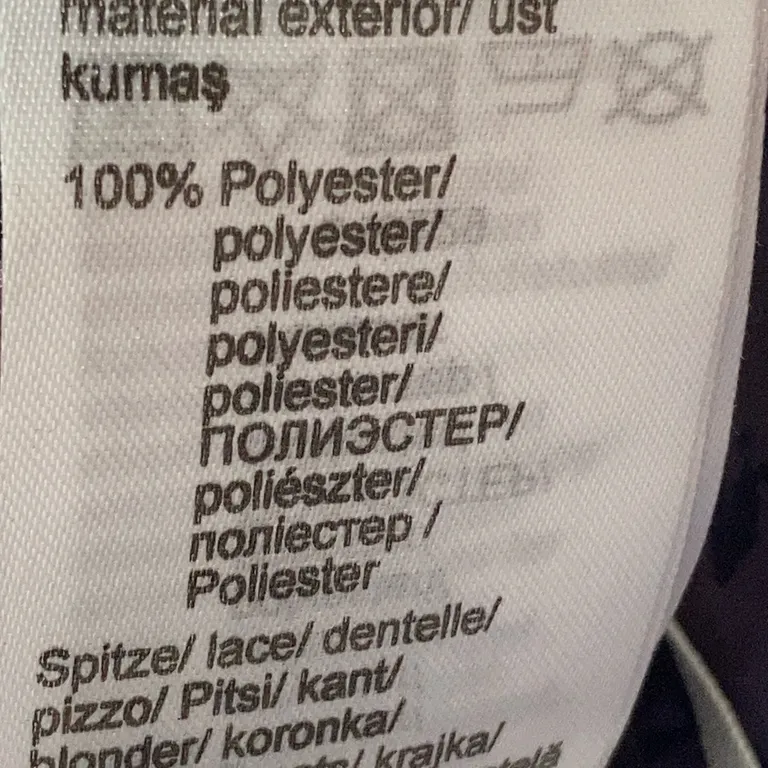 material exterior/ üst
kumaş
100% Polyester/
polyester/
poliestere/
polyesteri/
poliester/
ПОЛИЭСТЕР/
poliészter/
поліестер /
Poliester
Spitze/ lace/ dentelle/
pizzo/ Pitsi/ kant/
blonder/ koronka/
krajka/